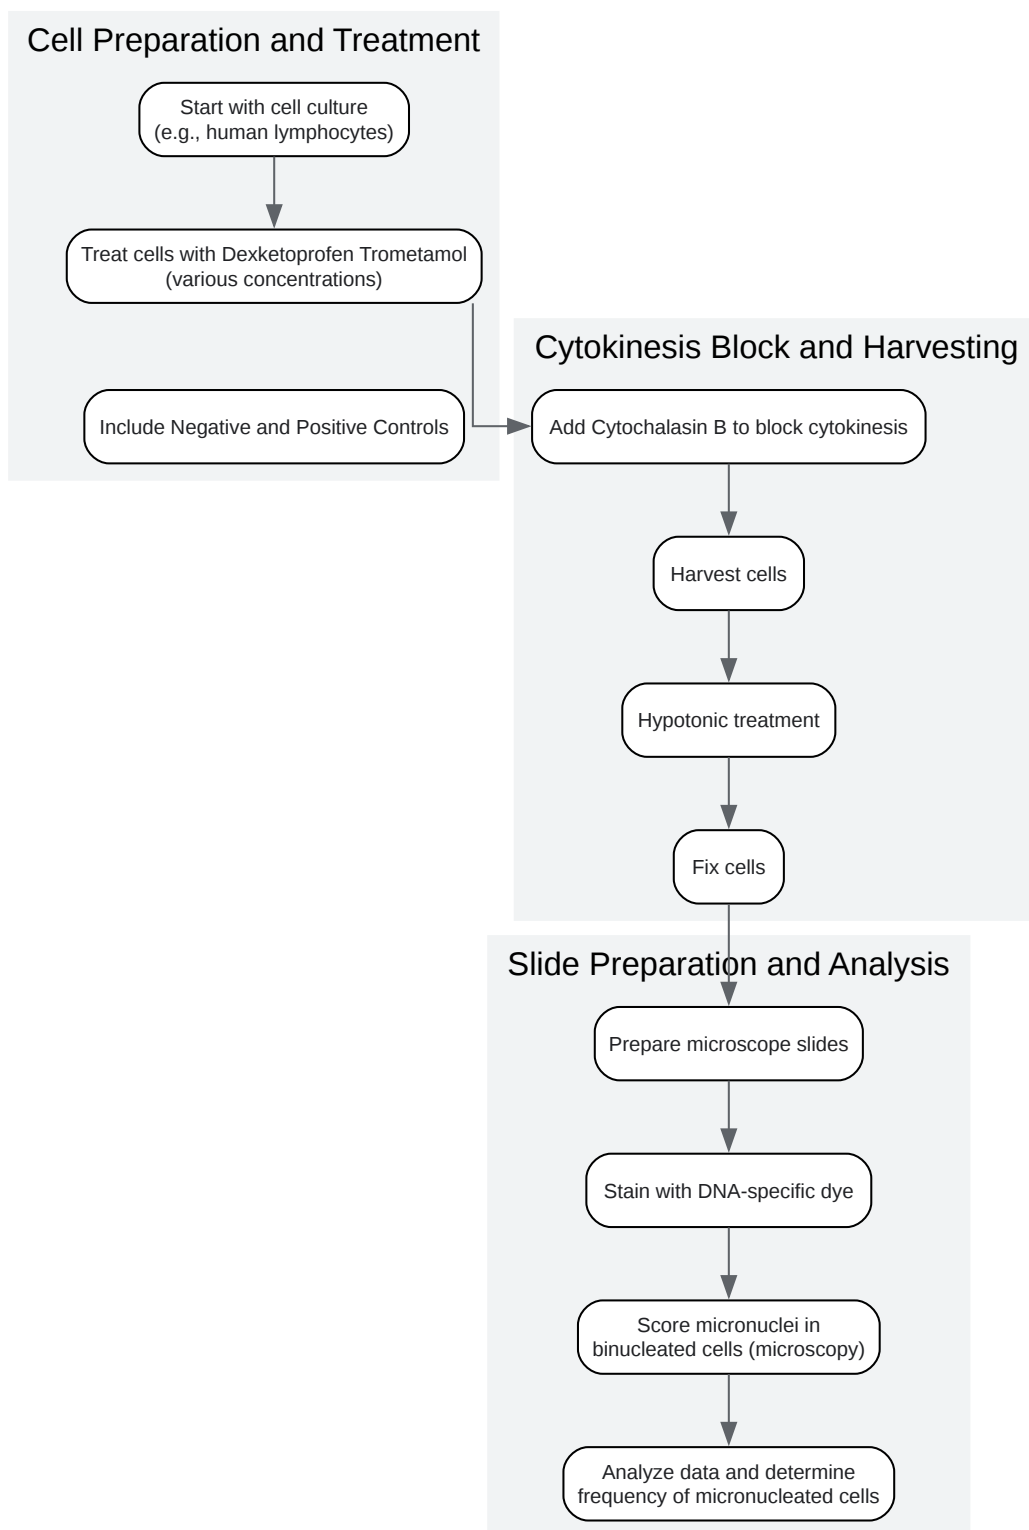 Cell Preparation and Treatment
Start with cell culture
(e.g., human lymphocytes)
Treat cells with Dexketoprofen Trometamol
(various concentrations)
Include Negative and Positive Controls
Cytokinesis Block and Harvesting
Add Cytochalasin B to block cytokinesis
Harvest cells
Hypotonic treatment
Fix cells
Slide Preparation and Analysis
Prepare microscope slides
Stain with DNA-specific dye
Score micronuclei in
binucleated cells (microscopy)
Analyze data and determine
frequency of micronucleated cells